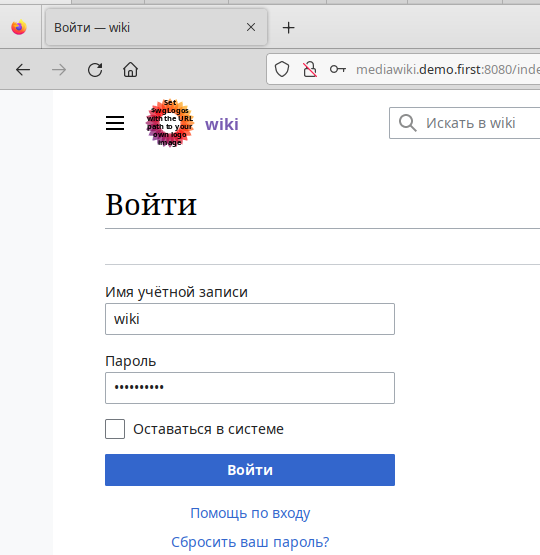 Войти — wiki
mediawiki.demo.first:8080/inde
Set
$wgLogos
with the URL
path to your
own logo
image
wiki
Искать в wiki
Войти
Имя учётной записи
wiki
Пароль
••••••••••
Оставаться в системе
Войти
Помощь по входу
Сбросить ваш пароль?